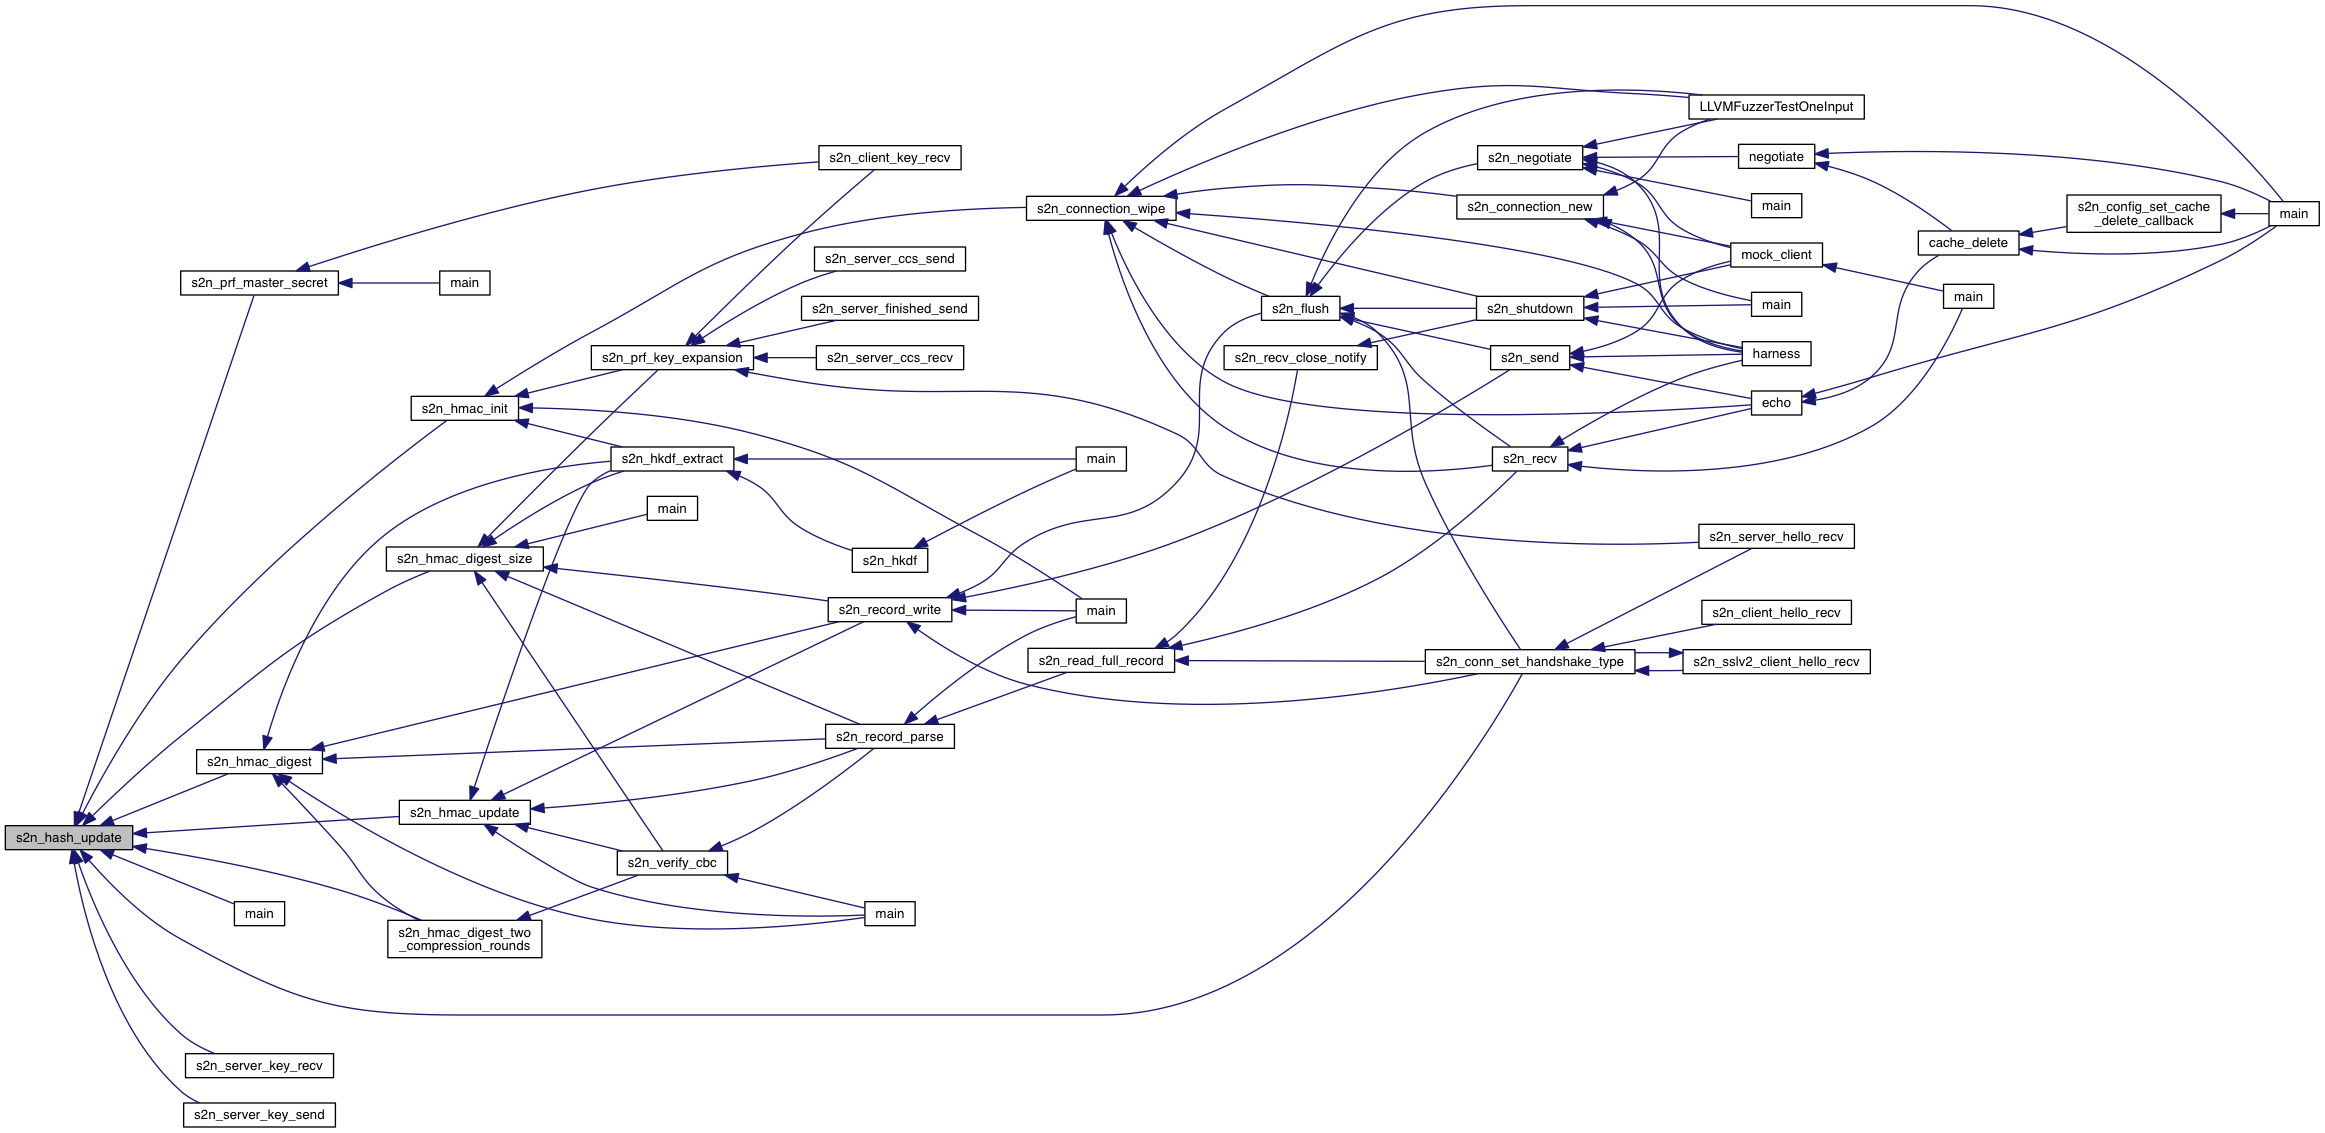 LLVMFuzzerTestOneInput
s2n_client_key_recv
s2n_negotiate
negotiate
s2n_connection_wipe
s2n_connection_new
main
s2n_config_set_cache
_delete_callback
main
cache_delete
s2n_server_ccs_send
mock_client
s2n_prf_master_secret
main
s2n_server_finished_send
s2n_flush
s2n_shutdown
main
main
s2n_prf_key_expansion
s2n_server_ccs_recv
s2n_recv_close_notify
s2n_send
harness
s2n_hmac_init
echo
s2n_hkdf_extract
main
s2n_recv
main
s2n_server_hello_recv
s2n_hmac_digest_size
s2n_hkdf
s2n_record_write
main
s2n_client_hello_recv
s2n_read_full_record
s2n_conn_set_handshake_type
s2n_sslv2_client_hello_recv
s2n_record_parse
s2n_hmac_digest
s2n_hmac_update
s2n_hash_update
s2n_verify_cbc
main
main
s2n_hmac_digest_two
_compression_rounds
s2n_server_key_recv
s2n_server_key_send